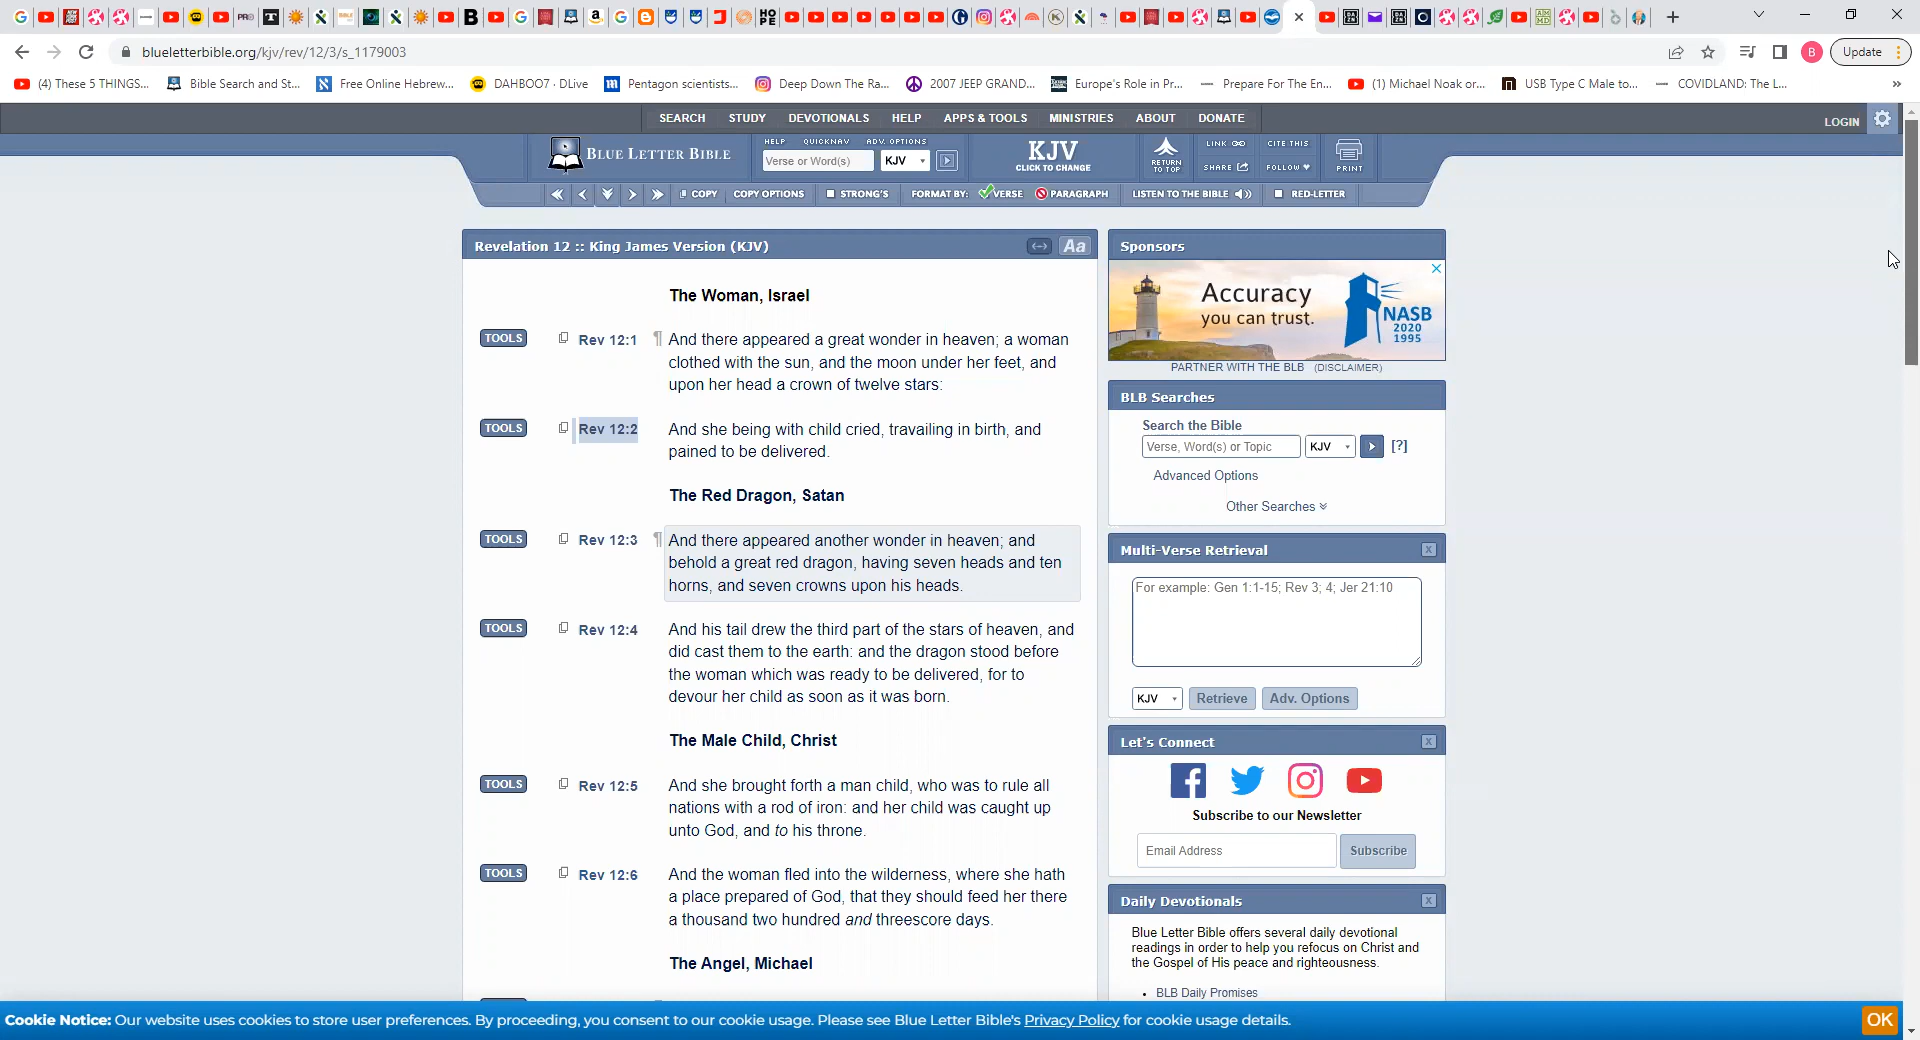 blueletterbible.org/kjv/rev/12/3/s_1179003
B
Update
(4) These 5 THINGS...
Bible Search and St...
Free Online Hebrew...
DAHBOO7 · DLive
Pentagon scientists...
Deep Down The Ra...
2007 JEEP GRAND...
Europe's Role in Pr...
Prepare For The En...
(1) Michael Noak or...
USB Type C Male to...
COVIDLAND: The L...
SEARCH STUDY DEVOTIONALS HELP APPS & TOOLS MINISTRIES ABOUT DONATE
LOGIN
BLUE LETTER BIBLE
HELP QUICKNAV ADV. OPTIONS
Verse or Word(s) KJV
KJV
CLICK TO CHANGE
RETURN
TO TOP
LINK CITE THIS
SHARE FOLLOW
PRINT
COPY COPY OPTIONS STRONG'S FORMAT BY: VERSE PARAGRAPH LISTEN TO THE BIBLE RED-LETTER
Revelation 12 :: King James Version (KJV)
Aa
The Woman, Israel
TOOLS Rev 12:1 ¶ And there appeared a great wonder in heaven; a woman
clothed with the sun, and the moon under her feet, and
upon her head a crown of twelve stars:
TOOLS Rev 12:2 And she being with child cried, travailing in birth, and
pained to be delivered.
The Red Dragon, Satan
TOOLS Rev 12:3 ¶ And there appeared another wonder in heaven; and
behold a great red dragon, having seven heads and ten
horns, and seven crowns upon his heads.
TOOLS Rev 12:4 And his tail drew the third part of the stars of heaven, and
did cast them to the earth: and the dragon stood before
the woman which was ready to be delivered, for to
devour her child as soon as it was born.
The Male Child, Christ
TOOLS Rev 12:5 And she brought forth a man child, who was to rule all
nations with a rod of iron: and her child was caught up
unto God, and to his throne.
TOOLS Rev 12:6 And the woman fled into the wilderness, where she hath
a place prepared of God, that they should feed her there
a thousand two hundred and threescore days.
The Angel, Michael
Sponsors
Accuracy
you can trust.
NASB
2020
1995
PARTNER WITH THE BLB (DISCLAIMER)
BLB Searches
Search the Bible
Verse, Word(s) or Topic KJV [?]
Advanced Options
Other Searches
Multi-Verse Retrieval
For example: Gen 1:1-15; Rev 3; 4; Jer 21:10
KJV Retrieve Adv. Options
Let's Connect
Subscribe to our Newsletter
Email Address Subscribe
Daily Devotionals
Blue Letter Bible offers several daily devotional
readings in order to help you refocus on Christ and
the Gospel of His peace and righteousness.
• BLB Daily Promises
Cookie Notice: Our website uses cookies to store user preferences. By proceeding, you consent to our cookie usage. Please see Blue Letter Bible's Privacy Policy for cookie usage details.
OK